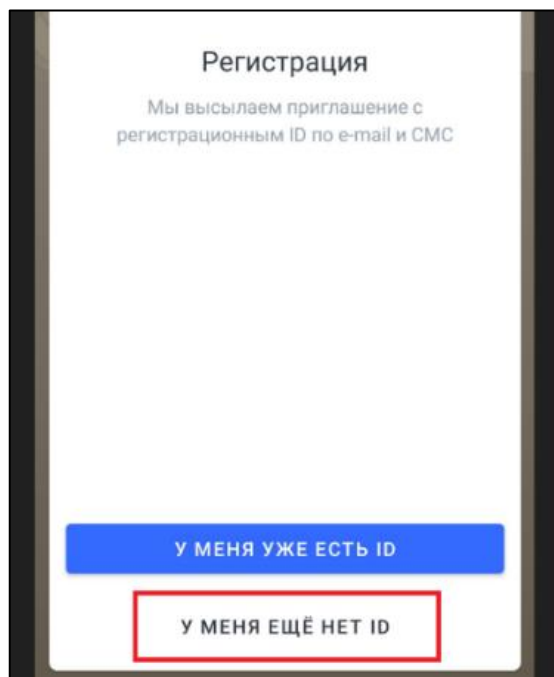 Регистрация
Мы высылаем приглашение с
регистрационным ID по e-mail и СМС
У МЕНЯ УЖЕ ЕСТЬ ID
У МЕНЯ ЕЩЁ НЕТ ID